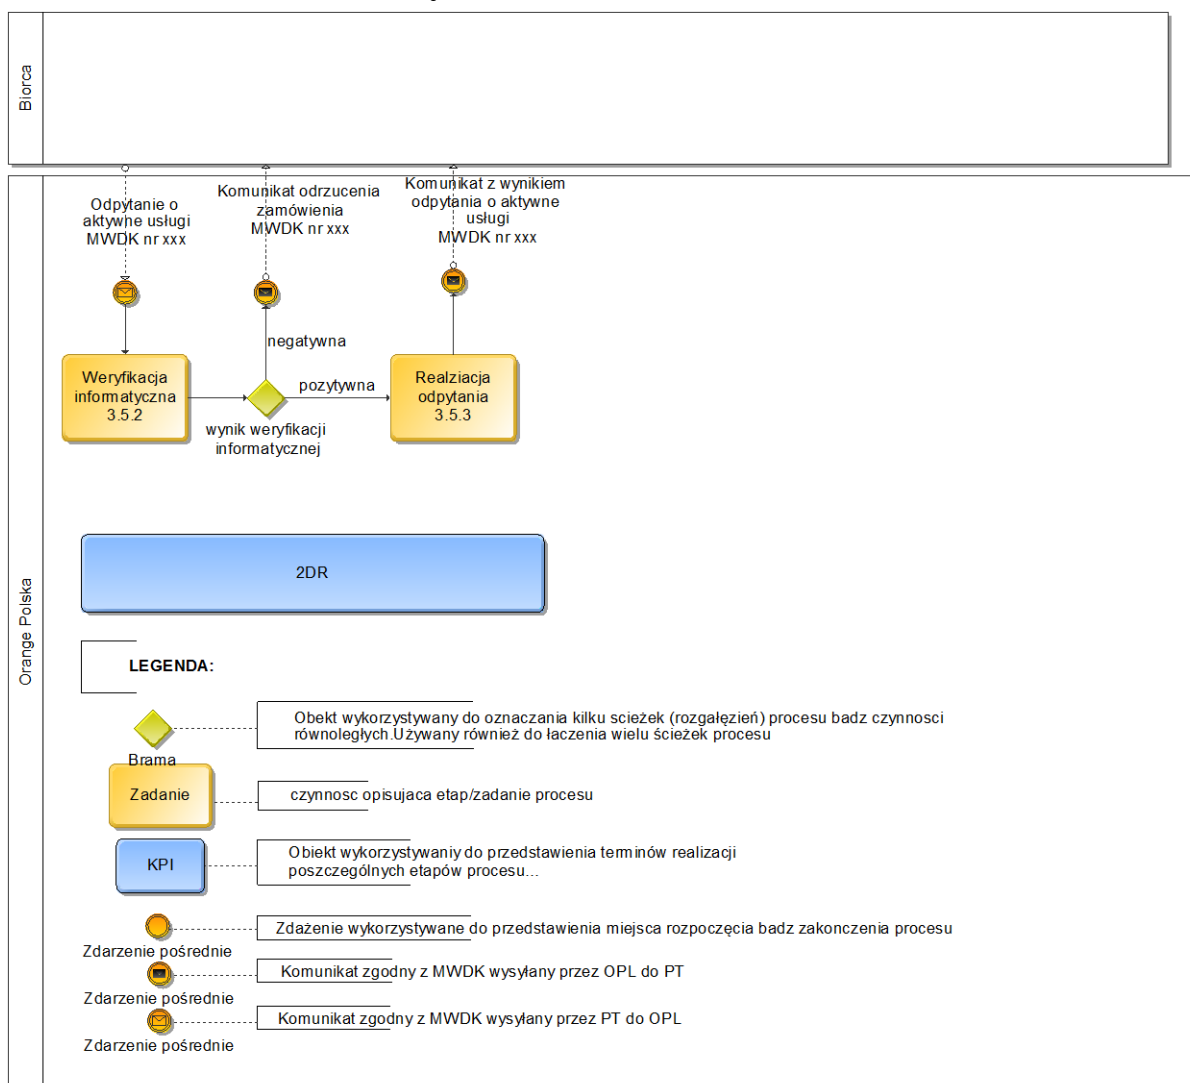 Biorca
Orange Polska
Odpytanie o
aktywne usługi
MWDK nr xxx
Komunikat odrzucenia
zamówienia
MWDK nr xxx
Komunikat z wynikiem
odpytania o aktywne
usługi
MWDK nr xxx
negatywna
Weryfikacja
informatyczna
3.5.2
pozytywna
Realziacja
odpytania
3.5.3
wynik weryfikacji
informatycznej
2DR
LEGENDA:
Obekt wykorzystywany do oznaczania kilku scieżek (rozgałęzień) procesu badz czynnosci
równoległych.Używany również do łaczenia wielu ścieżek procesu
Brama
Zadanie
czynnosc opisujaca etap/zadanie procesu
KPI
Obiekt wykorzystywaniy do przedstawienia terminów realizacji
poszczególnych etapów procesu...
Zdażenie wykorzystywane do przedstawienia miejsca rozpoczęcia badz zakonczenia procesu
Zdarzenie pośrednie
Komunikat zgodny z MWDK wysyłany przez OPL do PT
Zdarzenie pośrednie
Komunikat zgodny z MWDK wysyłany przez PT do OPL
Zdarzenie pośrednie